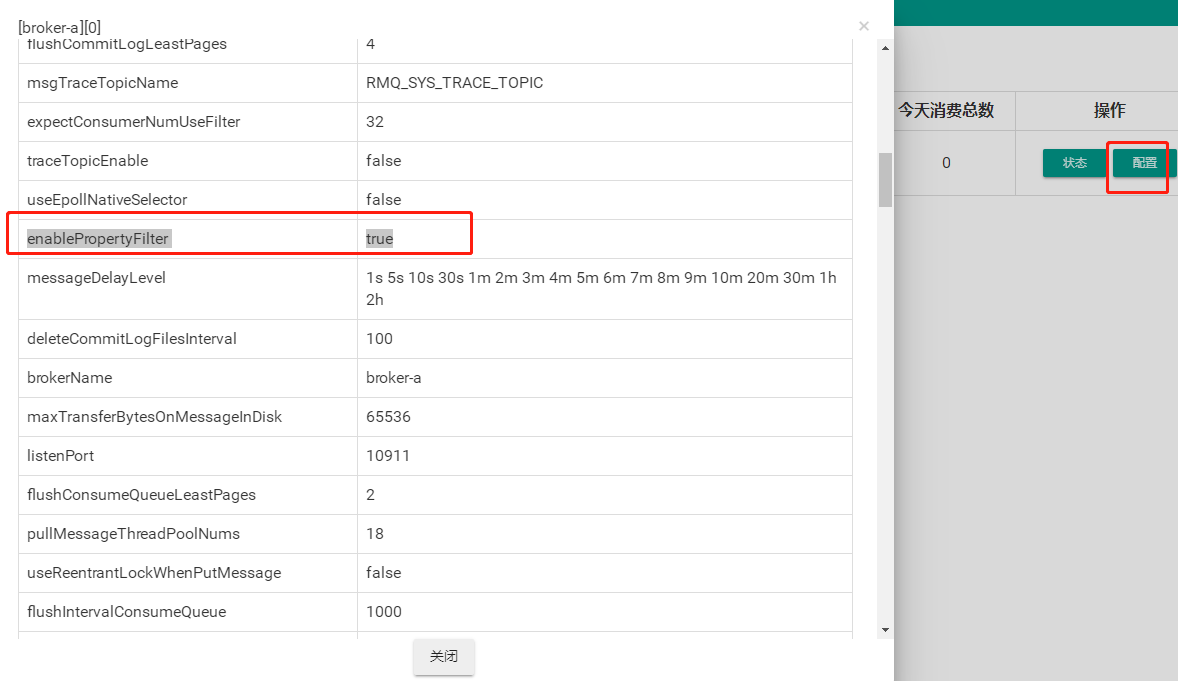 [broker-a][0]
×
flushCommitLogLeastPages 4
msgTraceTopicName RMQ_SYS_TRACE_TOPIC
expectConsumerNumUseFilter 32
traceTopicEnable false
useEpollNativeSelector false
enablePropertyFilter true
messageDelayLevel 1s 5s 10s 30s 1m 2m 3m 4m 5m 6m 7m 8m 9m 10m 20m 30m 1h
2h
deleteCommitLogFilesInterval 100
brokerName broker-a
maxTransferBytesOnMessageInDisk 65536
listenPort 10911
flushConsumeQueueLeastPages 2
pullMessageThreadPoolNums 18
useReentrantLockWhenPutMessage false
flushIntervalConsumeQueue 1000
关闭
今天消费总数 操作
0 状态 配置